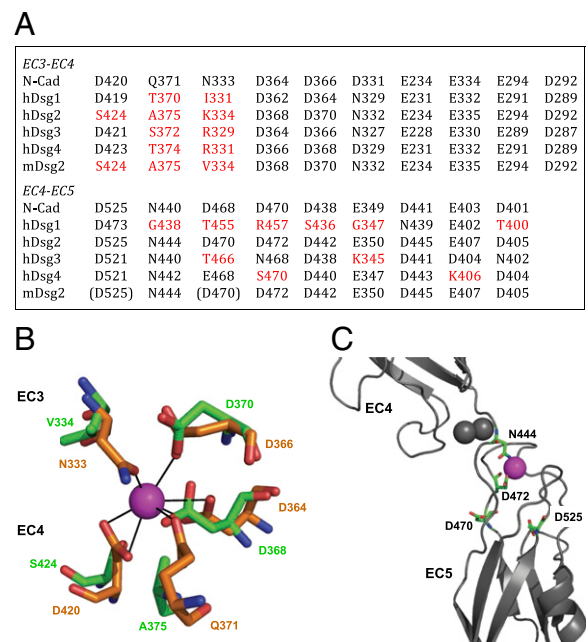 A
EC3-EC4
N-Cad D420 Q371 N333 D364 D366 D331 E234 E334 E294 D292
hDsg1 D419 T370 I331 D362 D364 N329 E231 E332 E291 D289
hDsg2 S424 A375 K334 D368 D370 N332 E234 E335 E294 D292
hDsg3 D421 S372 R329 D364 D366 N327 E228 E330 E289 D287
hDsg4 D423 T374 R331 D366 D368 D329 E231 E332 E291 D289
mDsg2 S424 A375 V334 D368 D370 N332 E234 E335 E294 D292
EC4-EC5
N-Cad D525 N440 D468 D470 D438 E349 D441 E403 D401
hDsg1 D473 G438 T455 R457 S436 G347 N439 E402 T400
hDsg2 D525 N444 D470 D472 D442 E350 D445 E407 D405
hDsg3 D521 N440 T466 N468 D438 K345 D441 D404 N402
hDsg4 D521 N442 E468 S470 D440 E347 D443 K406 D404
mDsg2 (D525) N444 (D470) D472 D442 E350 D445 E407 D405
B
EC3
D370
V334
D366
N333
EC4
D364
S424
D368
D420
A375
Q371
C
EC4
N444
D472
D470
D525
EC5